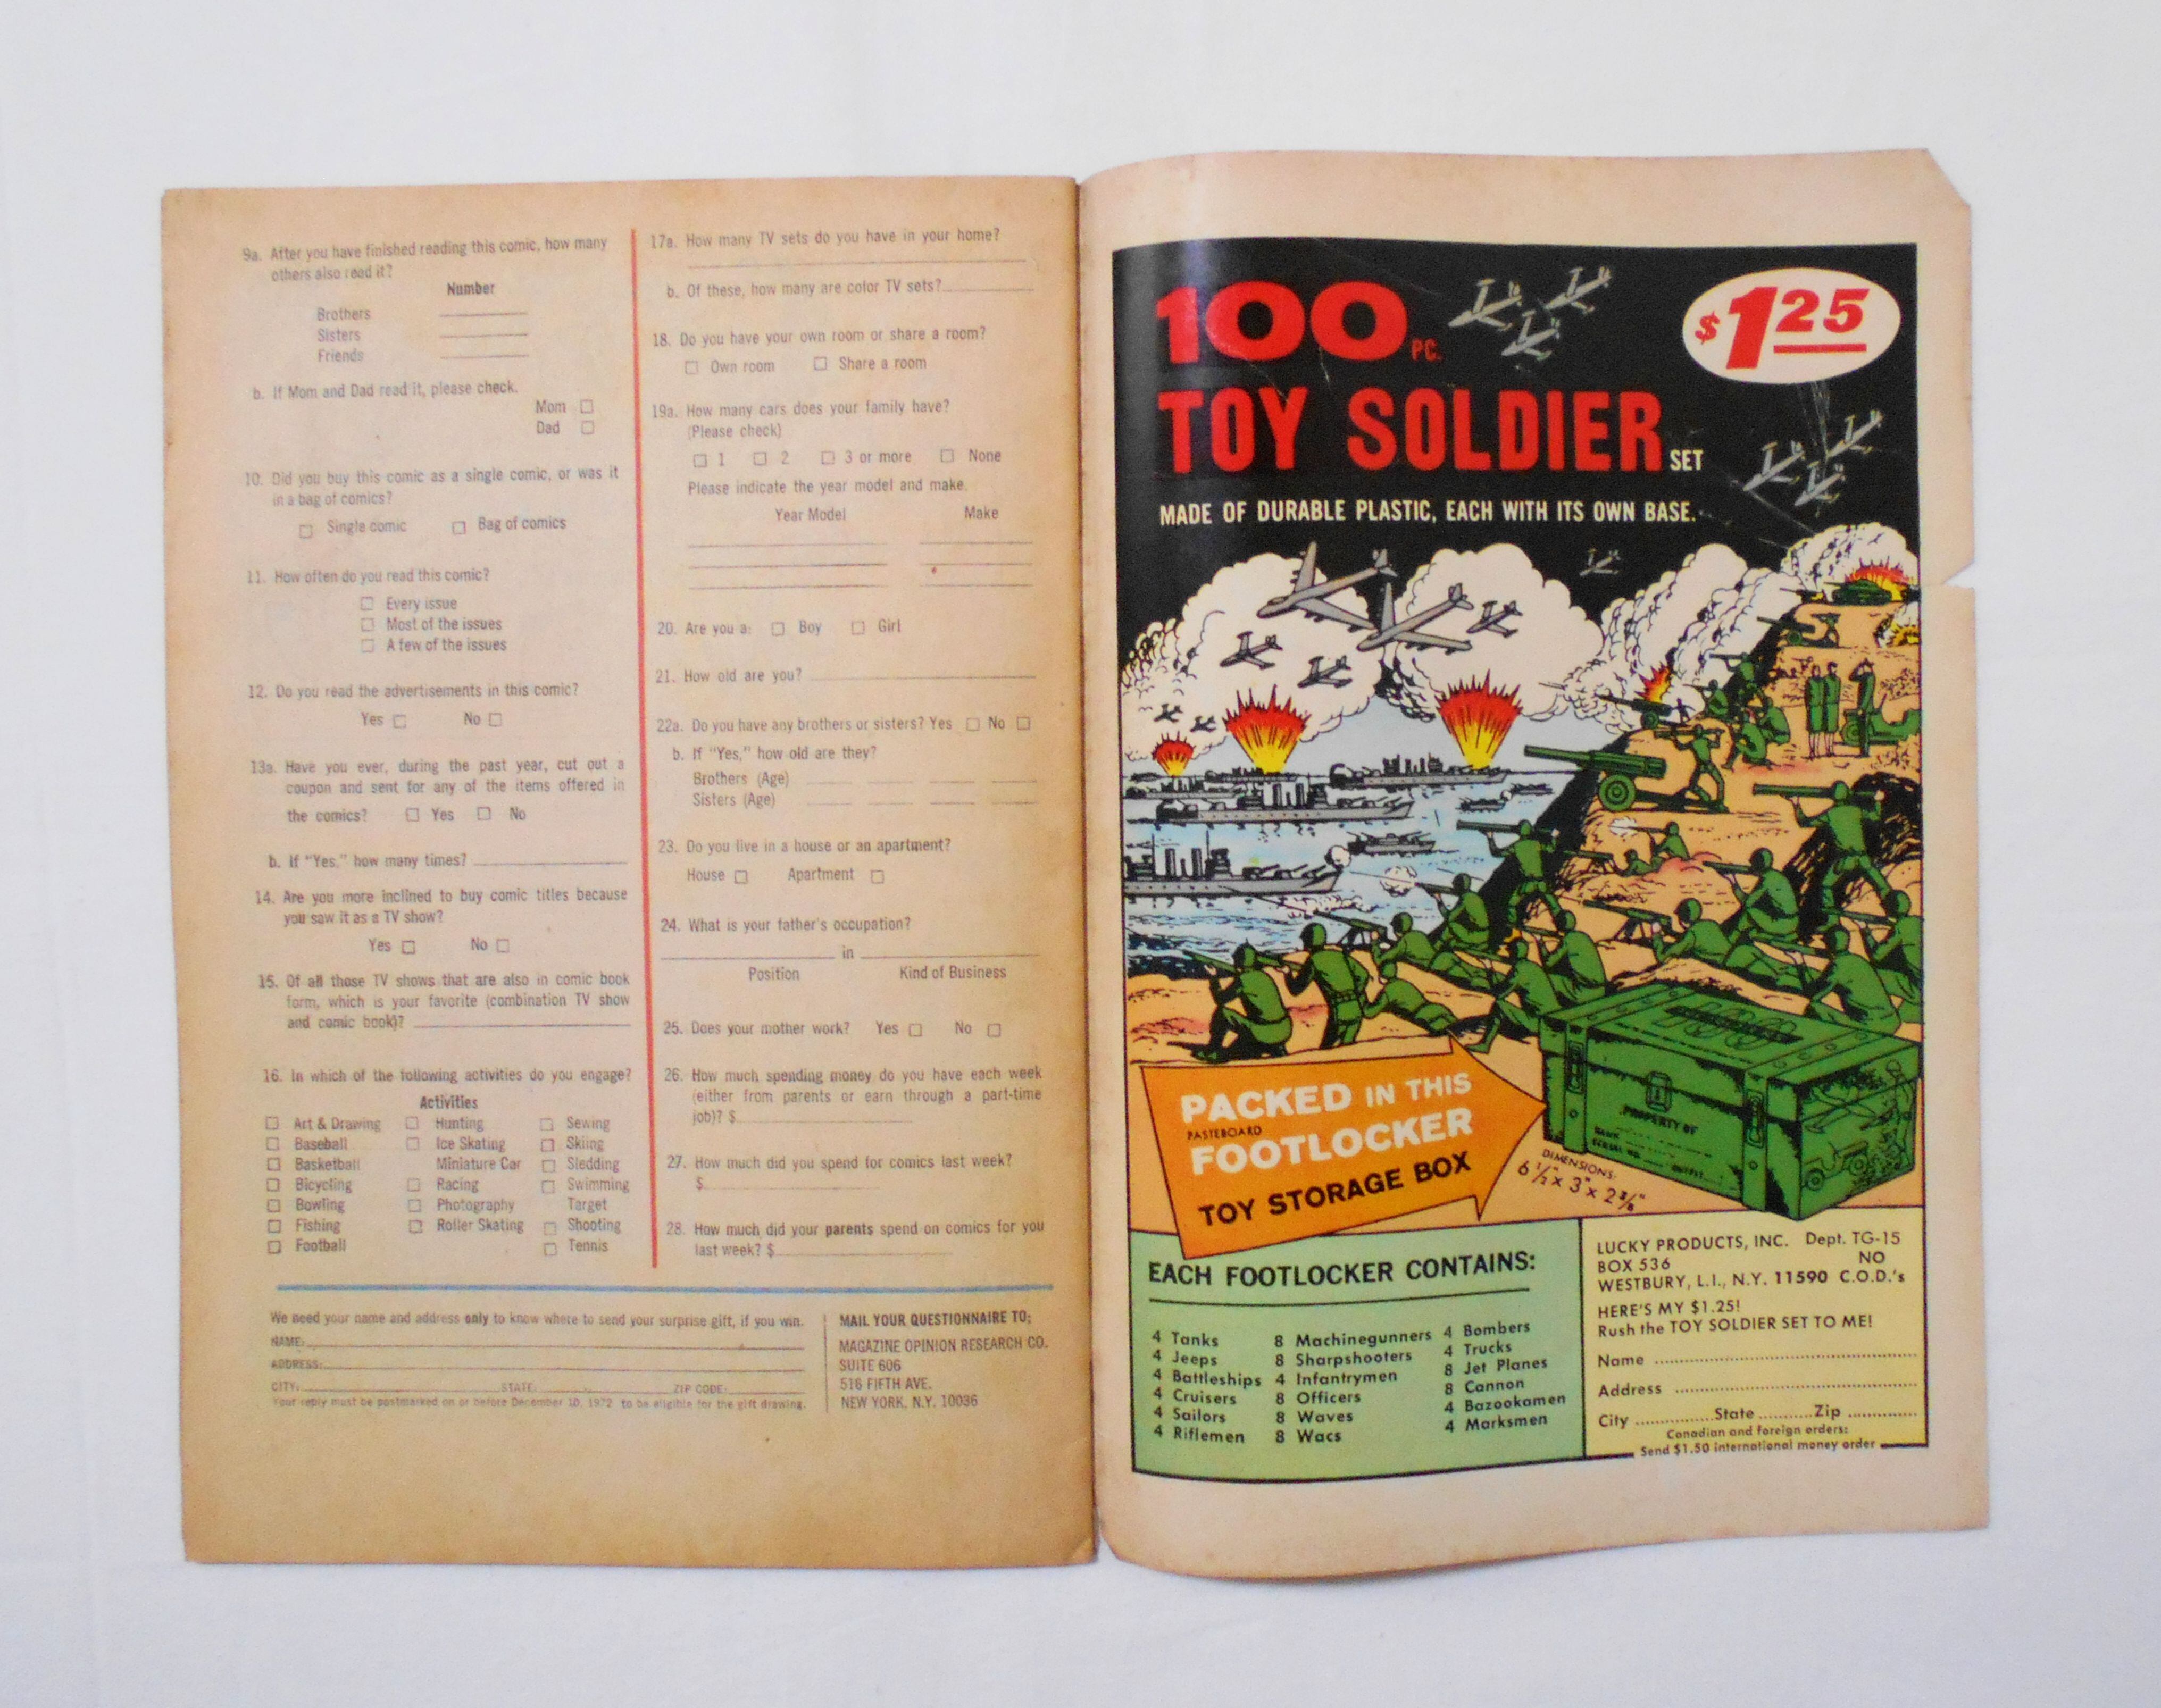 9a. After you have finished reading this comic, how many
others also read it?
Number
Brothers
Sisters
Friends
b. If Mom and Dad read it, please check.
Mom
Dad
10. Did you buy this comic as a single comic, or was it
in a bag of comics?
Single comic Bag of comics
11. How often do you read this comic?
Every issue
Most of the issues
A few of the issues
12. Do you read the advertisements in this comic?
Yes No
13a. Have you ever, during the past year, cut out a
coupon and sent for any of the items offered in
the comics? Yes No
b. If "Yes," how many times?
14. Are you more inclined to buy comic titles because
you saw it as a TV show?
Yes No
15. Of all those TV shows that are also in comic book
form, which is your favorite (combination TV show
and comic book)?
16. In which of the following activities do you engage?
Activities
Art & Drawing Hunting Sewing
Baseball Ice Skating Skiing
Basketball Miniature Car Sledding
Bicycling Racing Swimming
Bowling Photography Target
Fishing Roller Skating Shooting
Football Tennis
17a. How many TV sets do you have in your home?
b. Of these, how many are color TV sets?
18. Do you have your own room or share a room?
Own room Share a room
19a. How many cars does your family have?
(Please check)
1 2 3 or more None
Please indicate the year model and make.
Year Model Make
20. Are you a: Boy Girl
21. How old are you?
22a. Do you have any brothers or sisters? Yes No
b. If "Yes," how old are they?
Brothers (Age)
Sisters (Age)
23. Do you live in a house or an apartment?
House Apartment
24. What is your father's occupation?
in
Position Kind of Business
25. Does your mother work? Yes No
26. How much spending money do you have each week
(either from parents or earn through a part-time
job)? $
27. How much did you spend for comics last week?
$
28. How much did your parents spend on comics for you
last week? $
We need your name and address only to know where to send your surprise gift, if you win.
NAME:
ADDRESS:
CITY: STATE: ZIP CODE:
Your reply must be postmarked on or before December 10, 1972 to be eligible for the gift drawing.
MAIL YOUR QUESTIONNAIRE TO:
MAGAZINE OPINION RESEARCH CO.
SUITE 606
516 FIFTH AVE.
NEW YORK, N.Y. 10036
100 PC.
$1 25
TOY SOLDIER SET
MADE OF DURABLE PLASTIC, EACH WITH ITS OWN BASE.
100
PROPERTY OF
PACKED IN THIS
PASTEBOARD
FOOTLOCKER
TOY STORAGE BOX
DIMENSIONS:
6 1/2" x 3" x 2 3/8"
EACH FOOTLOCKER CONTAINS:
4 Tanks 8 Machinegunners 4 Bombers
4 Jeeps 8 Sharpshooters 4 Trucks
4 Battleships 4 Infantrymen 8 Jet Planes
4 Cruisers 8 Officers 8 Cannon
4 Sailors 8 Waves 4 Bazookamen
4 Riflemen 8 Wacs 4 Marksmen
LUCKY PRODUCTS, INC. Dept. TG-15
BOX 536 NO
WESTBURY, L.I., N.Y. 11590 C.O.D.'s
HERE'S MY $1.25!
Rush the TOY SOLDIER SET TO ME!
Name
Address
City State Zip
Canadian and foreign orders:
Send $1.50 international money order